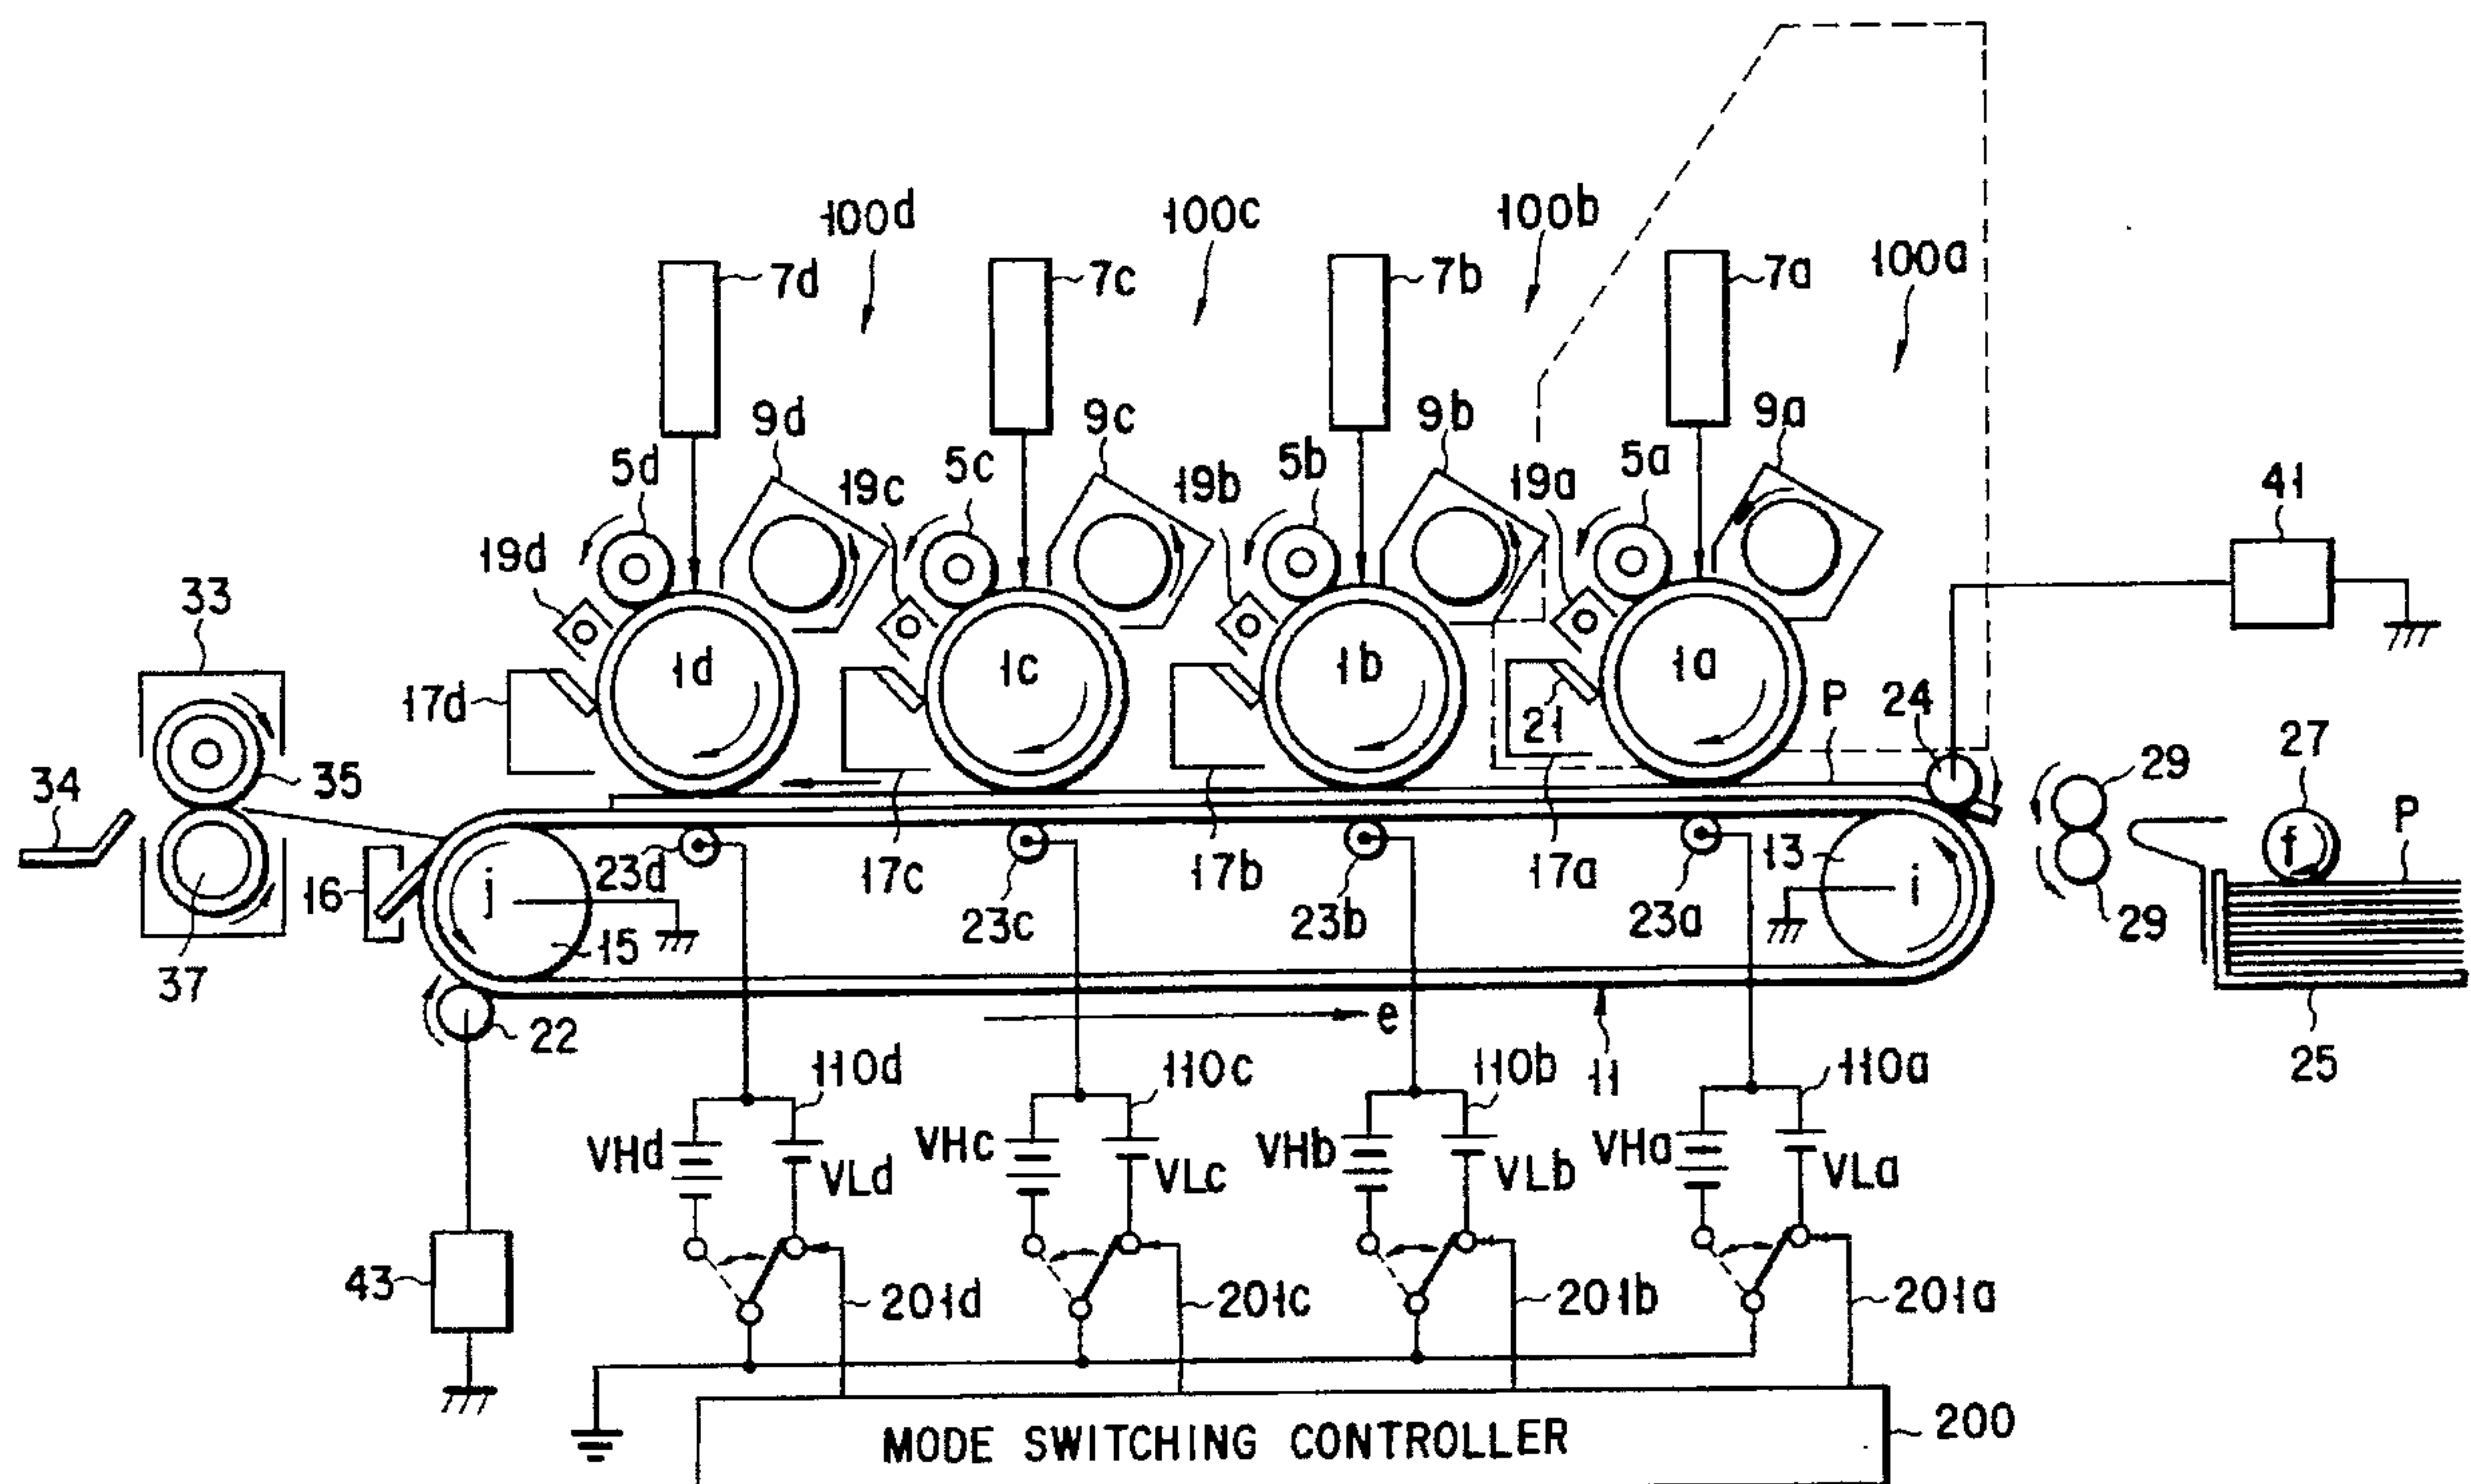 100d 100c 100b 100a
7d 7c 7b 7a
9d 9c 9b 9a
5d 19c 5c 19b 5b 19a 5a
41
19d
33
1d 1c 1b 1a
17d 21 P 24
27
35 29
34 f P
23d 17c 17b 17a 13
16 j i
23c 23b 23a 29
15
37
22 e
110d 110c 110b 11 110a 25
VHd VLd VHc VLc VHb VLb VHa VLa
43 201d 201c 201b 201a
MODE SWITCHING CONTROLLER 200